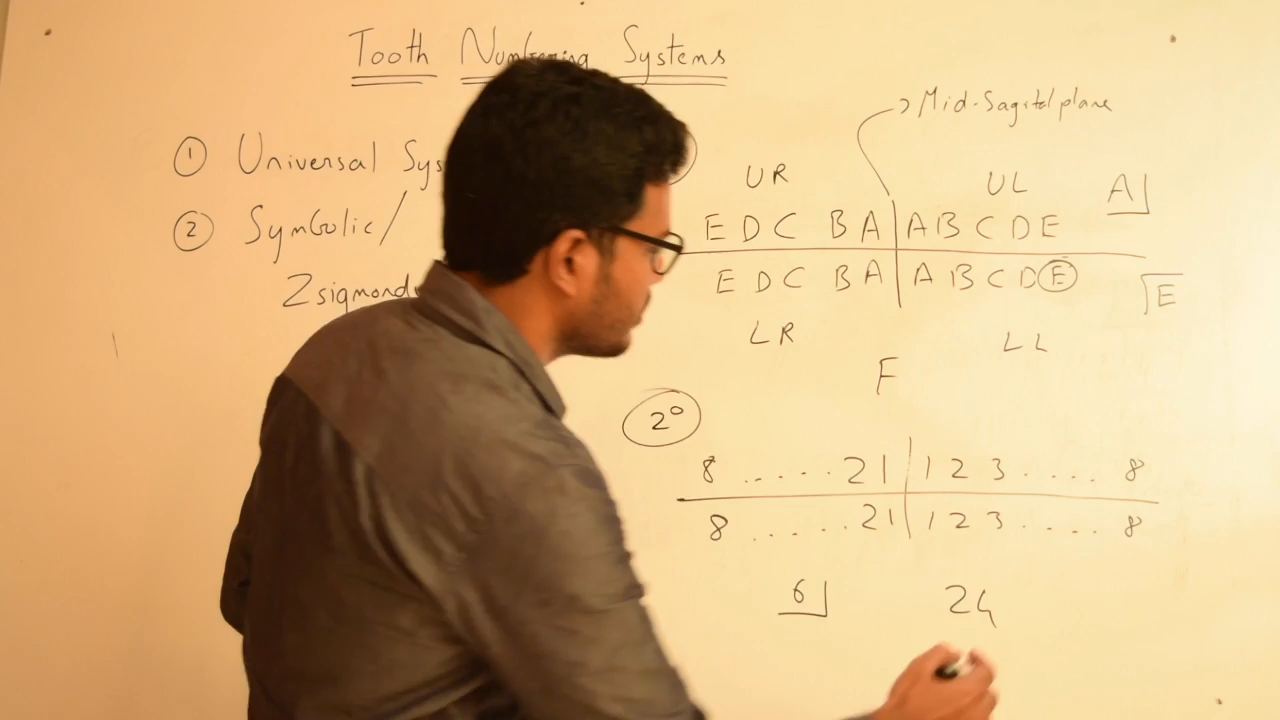 Tooth Numbering Systems
① Universal Sys
② Symbolic/
Zsigmond
Mid-Sagital plane
UR UL A
E D C B A A B C D E
E D C B A A B C D E
E
LR LL
F
2°
8 ..... 2 1 1 2 3 ..... 8
8 ..... 2 1 1 2 3 ..... 8
6 24